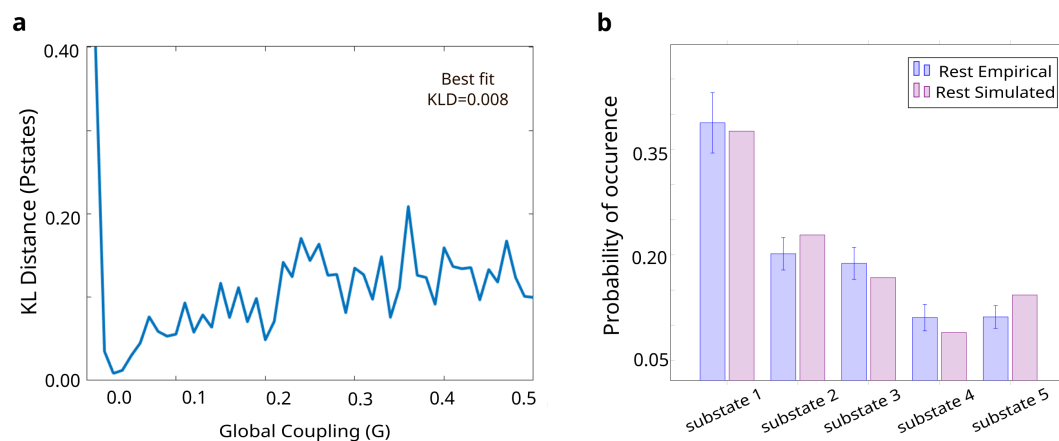 a
0.40
0.20
0.00
KL Distance (Pstates)
Best fit
KLD=0.008
0.0 0.1 0.2 0.3 0.4 0.5
Global Coupling (G)
b
Rest Empirical
Rest Simulated
Probability of occurence
0.35
0.20
0.05
substate 1 substate 2 substate 3 substate 4 substate 5